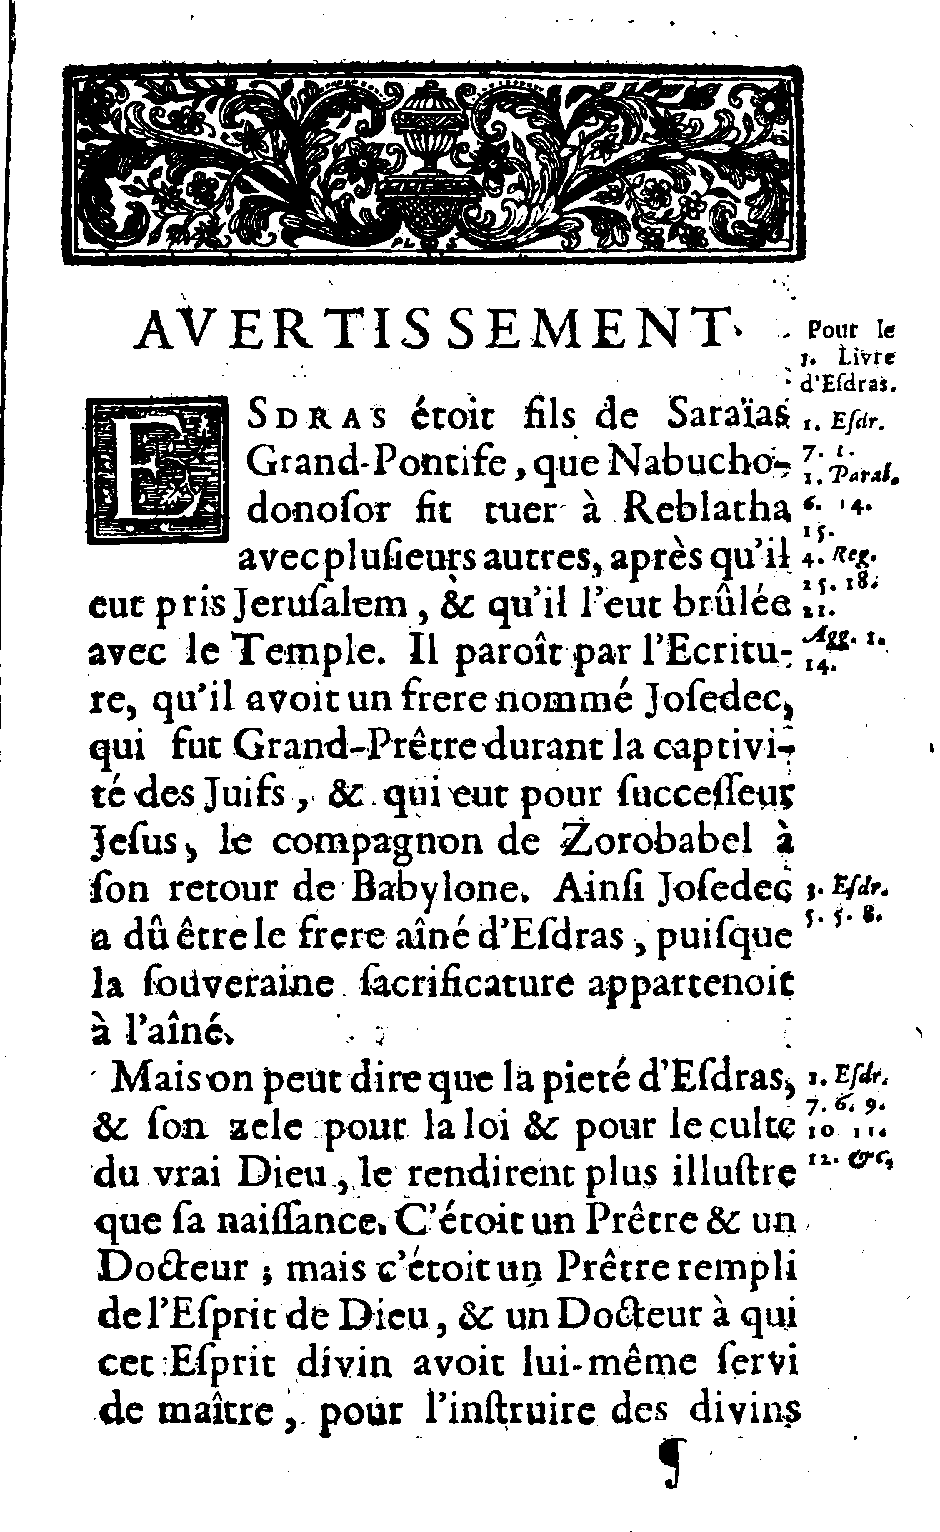 AVERTISSEMENT.
Pour le
1. Livre
d'Eſdras.
ESDRAS étoit fils de Saraïas
Grand-Pontife, que Nabucho-
donoſor fit tuer à Reblatha
avec pluſieurs autres, après qu'il
eut pris Jeruſalem, & qu'il l'eut brûlée
avec le Temple. Il paroît par l'Ecritu-
re, qu'il avoit un frere nommé Joſedec,
qui fut Grand-Prêtre durant la captivi-
té des Juifs, & qui eut pour ſucceſſeur
Jeſus, le compagnon de Zorobabel à
ſon retour de Babylone. Ainſi Joſedec
a dû être le frere aîné d'Eſdras, puiſque
la ſouveraine ſacrificature appartenoit
à l'aîné.
Mais on peut dire que la pieté d'Eſdras,
& ſon zele pour la loi & pour le culte
du vrai Dieu, le rendirent plus illuſtre
que ſa naiſſance. C'étoit un Prêtre & un
Docteur ; mais c'étoit un Prêtre rempli
de l'Eſprit de Dieu, & un Docteur à qui
cet Eſprit divin avoit lui-même ſervi
de maître, pour l'inſtruire des divins
1. Eſdr.
7. 1.
1. Paral.
6. 14.
15.
4. Reg.
25. 18.
21.
Agg. 1.
14.
Eſdr.
5. 5. 8.
1. Eſdr.
7. 6. 9.
10 11.
12. &c,
¶